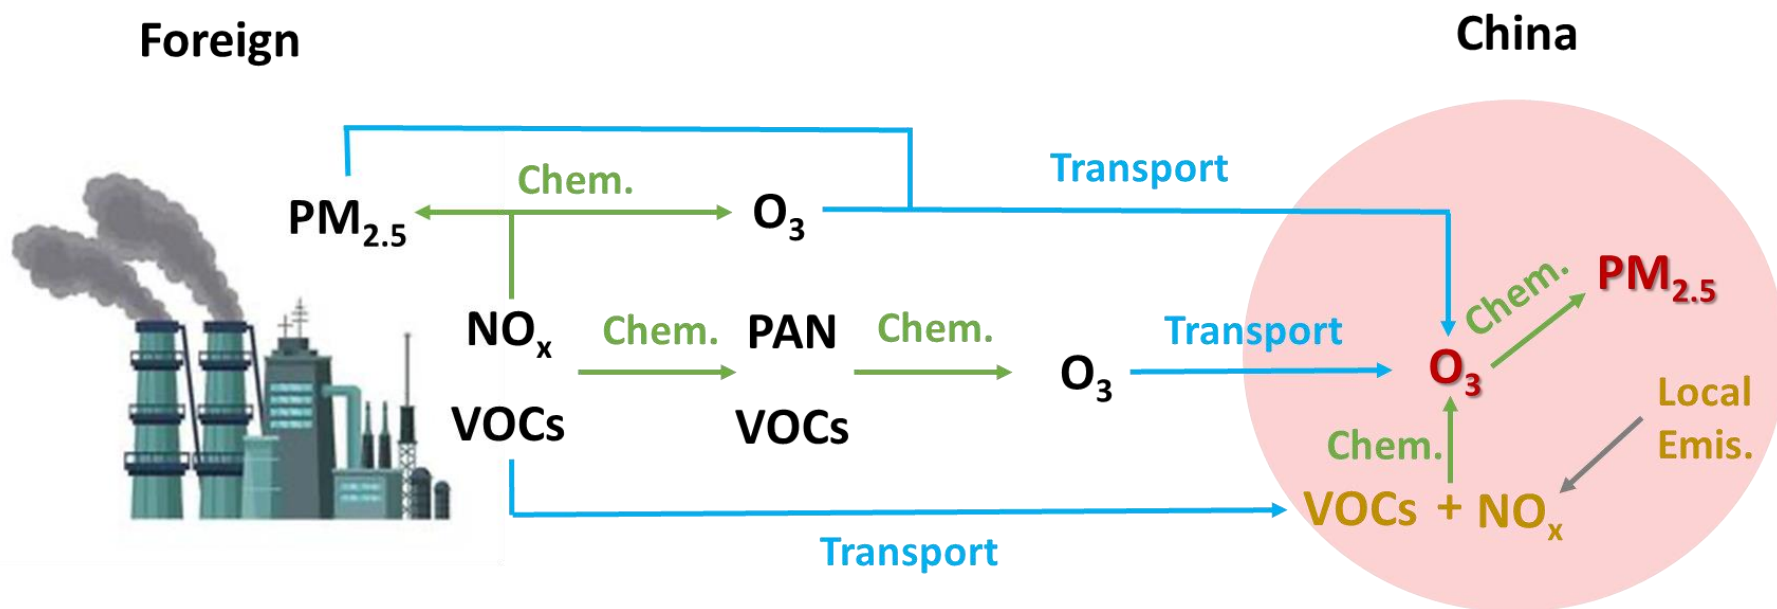 Foreign
China
Transport
Chem.
PM2.5
O3
Chem.
PM2.5
NOx
Chem.
PAN
Chem.
Transport
O3
O3
Local
Emis.
VOCs
VOCs
Chem.
VOCs + NOx
Transport